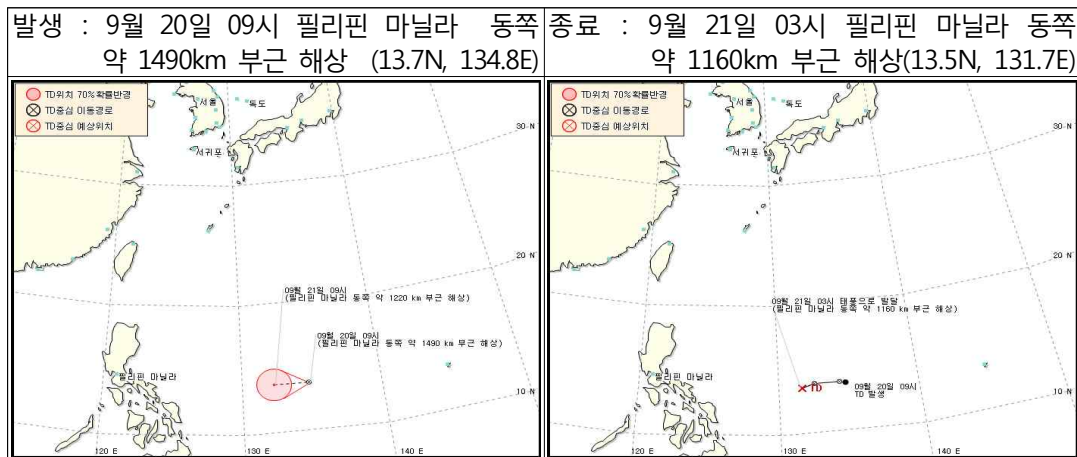 발생 : 9월 20일 09시 필리핀 마닐라 동쪽
약 1490km 부근 해상 (13.7N, 134.8E)
종료 : 9월 21일 03시 필리핀 마닐라 동쪽
약 1160km 부근 해상(13.5N, 131.7E)
TD위치 70%확률반경
TD중심 이동경로
TD중심 예상위치
서울
독도
서귀포
30 N
20 N
09월 21일 09시
(필리핀 마닐라 동쪽 약 1220 km 부근 해상)
09월 20일 09시
(필리핀 마닐라 동쪽 약 1490 km 부근 해상)
필리핀 마닐라
10 N
120 E
130 E
140 E
TD위치 70%확률반경
TD중심 이동경로
TD중심 예상위치
서울
독도
서귀포
30 N
20 N
09월 21일 03시 태풍으로 발달
(필리핀 마닐라 동쪽 약 1160 km 부근 해상)
필리핀 마닐라
TD
09월 20일 09시
TD 발생
10 N
120 E
130 E
140 E